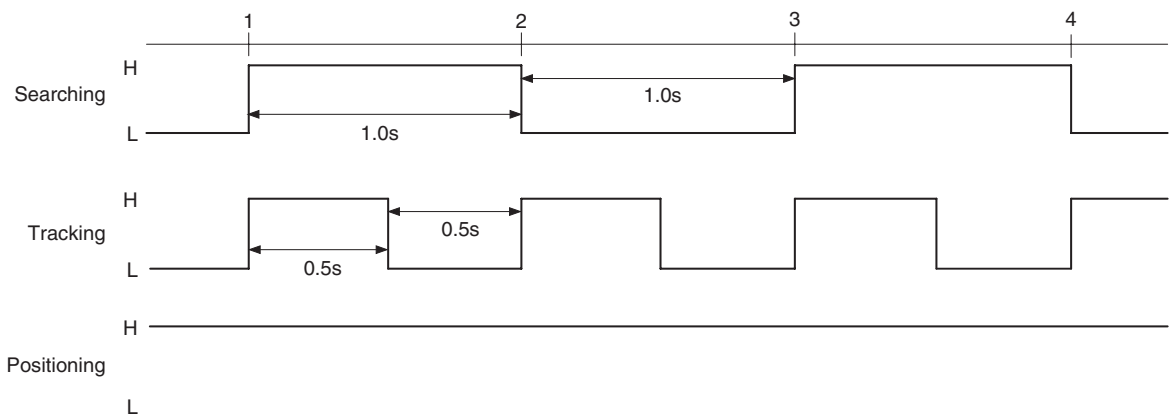 1 2 3 4
H
Searching
1.0s
1.0s
L
H
Tracking
0.5s
0.5s
L
H
Positioning
L